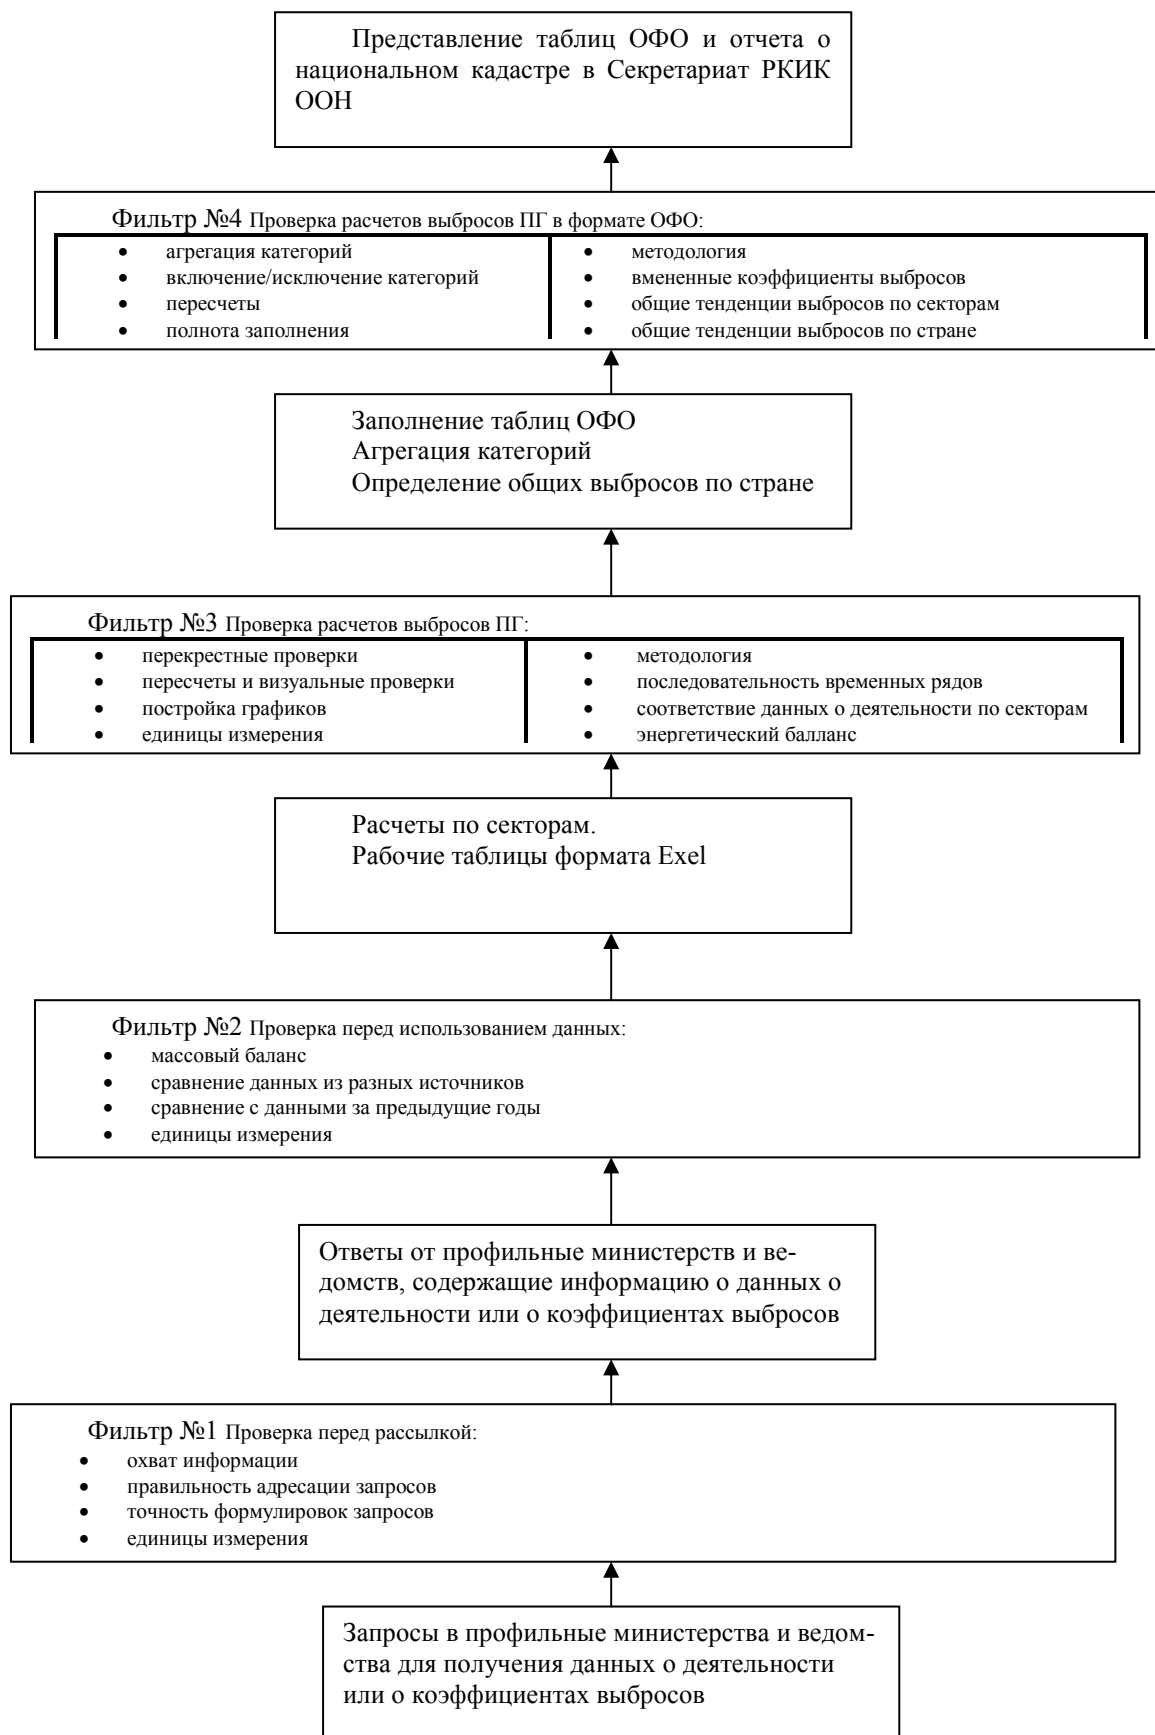 Представление таблиц ОФО и отчета о
национальном кадастре в Секретариат РКИК
ООН
Фильтр №4 Проверка расчетов выбросов ПГ в формате ОФО:
• агрегация категорий
• включение/исключение категорий
• пересчеты
• полнота заполнения
• методология
• вмененные коэффициенты выбросов
• общие тенденции выбросов по секторам
• общие тенденции выбросов по стране
Заполнение таблиц ОФО
Агрегация категорий
Определение общих выбросов по стране
Фильтр №3 Проверка расчетов выбросов ПГ:
• перекрестные проверки
• пересчеты и визуальные проверки
• постройка графиков
• единицы измерения
• методология
• последовательность временных рядов
• соответствие данных о деятельности по секторам
• энергетический балланс
Расчеты по секторам.
Рабочие таблицы формата Exel
Фильтр №2 Проверка перед использованием данных:
• массовый баланс
• сравнение данных из разных источников
• сравнение с данными за предыдущие годы
• единицы измерения
Ответы от профильные министерств и ве-
домств, содержащие информацию о данных о
деятельности или о коэффициентах выбросов
Фильтр №1 Проверка перед рассылкой:
• охват информации
• правильность адресации запросов
• точность формулировок запросов
• единицы измерения
Запросы в профильные министерства и ведом-
ства для получения данных о деятельности
или о коэффициентах выбросов